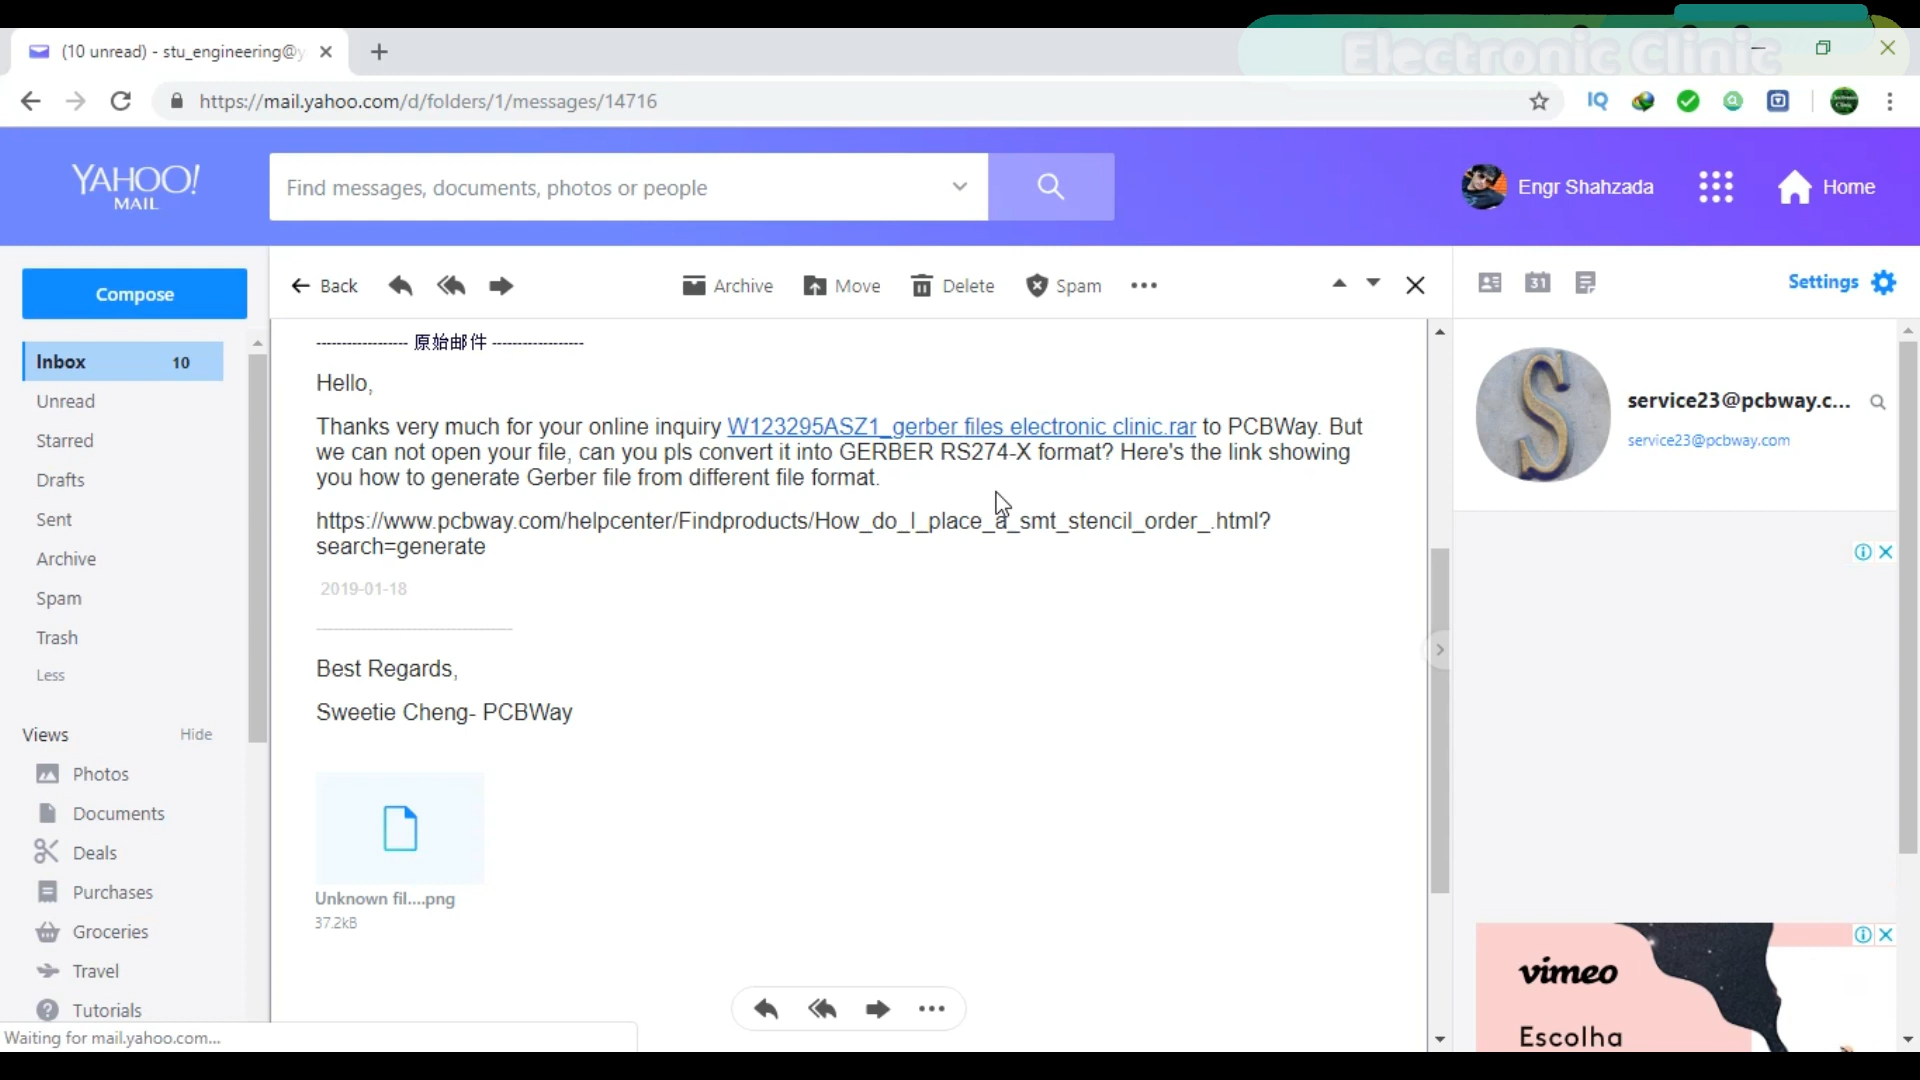 Electronic Clinic
(10 unread) - stu_engineering@y
https://mail.yahoo.com/d/folders/1/messages/14716
IQ
YAHOO!
MAIL
Find messages, documents, photos or people
Engr Shahzada
Home
Compose
Back
Archive
Move
Delete
Spam
31
Settings
Inbox 10
Unread
Starred
Drafts
Sent
Archive
Spam
Trash
Less
Views Hide
Photos
Documents
Deals
Purchases
Groceries
Travel
Tutorials
Waiting for mail.yahoo.com...
------------------ 原始邮件 ------------------
Hello,
Thanks very much for your online inquiry W123295ASZ1_gerber files electronic clinic.rar to PCBWay. But
we can not open your file, can you pls convert it into GERBER RS274-X format? Here's the link showing
you how to generate Gerber file from different file format.
https://www.pcbway.com/helpcenter/Findproducts/How_do_I_place_a_smt_stencil_order_.html?
search=generate
2019-01-18
Best Regards,
Sweetie Cheng- PCBWay
Unknown fil....png
37.2kB
S
service23@pcbway.c...
service23@pcbway.com
vimeo
Escolha